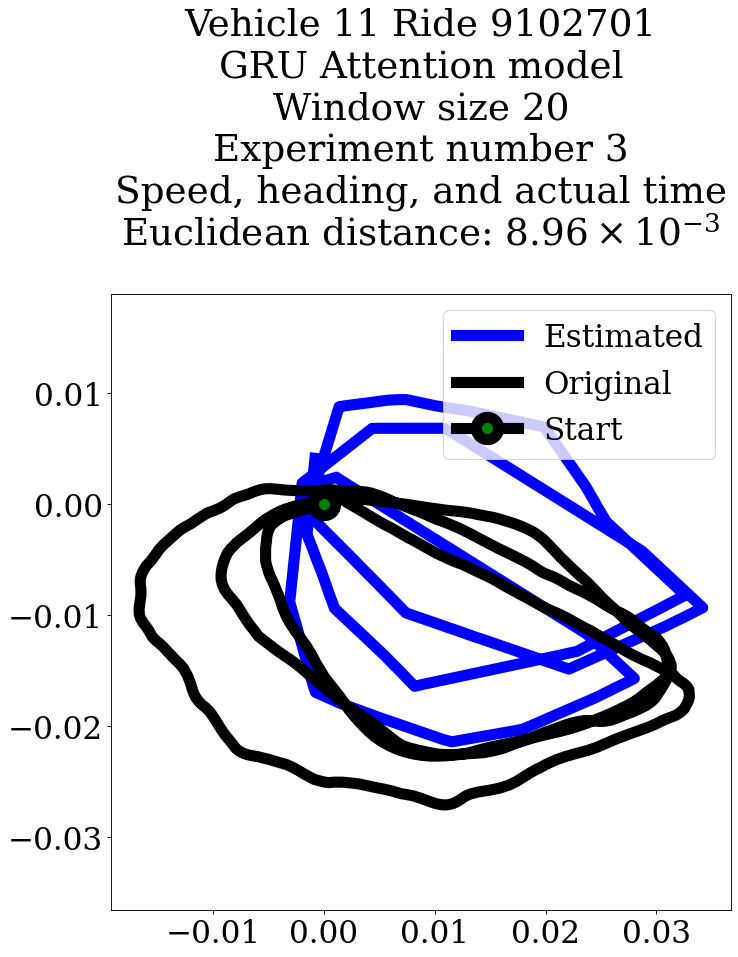 Vehicle 11 Ride 9102701
GRU Attention model
Window size 20
Experiment number 3
Speed, heading, and actual time
Euclidean distance: 8.96 × 10⁻³
Estimated
Original
Start
0.01
0.00
−0.01
−0.02
−0.03
−0.01 0.00 0.01 0.02 0.03